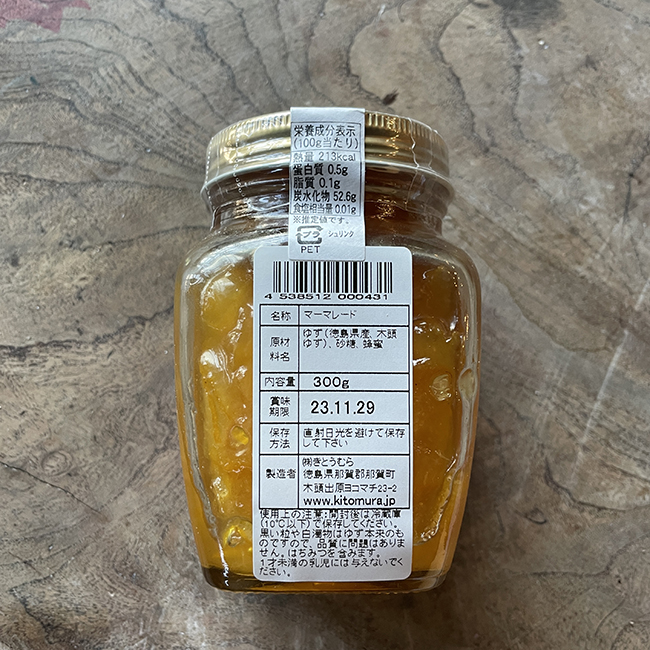 栄養成分表示
(100g当たり)
熱量 213kcal
蛋白質 0.5g
脂質 0.1g
炭水化物 52.6g
食塩相当量 0.01g
※推定値です。
プラ シュリンク
PET
4 538512 000431
名称 マーマレード
原材料名 ゆず(徳島県産、木頭
ゆず)、砂糖、蜂蜜
内容量 300g
賞味期限 23.11.29
保存方法 直射日光を避けて保存
して下さい
製造者 ㈱きとうむら
徳島県那賀郡那賀町
木頭出原ヨコマチ23-2
www.kitomura.jp
使用上の注意:開封後は冷蔵庫
(10℃以下)で保存してください。
黒い粒や白濁物はゆず本来のも
のですので、品質に問題はありま
せん。はちみつを含みます。
1才未満の乳児には与えないでく
ださい。